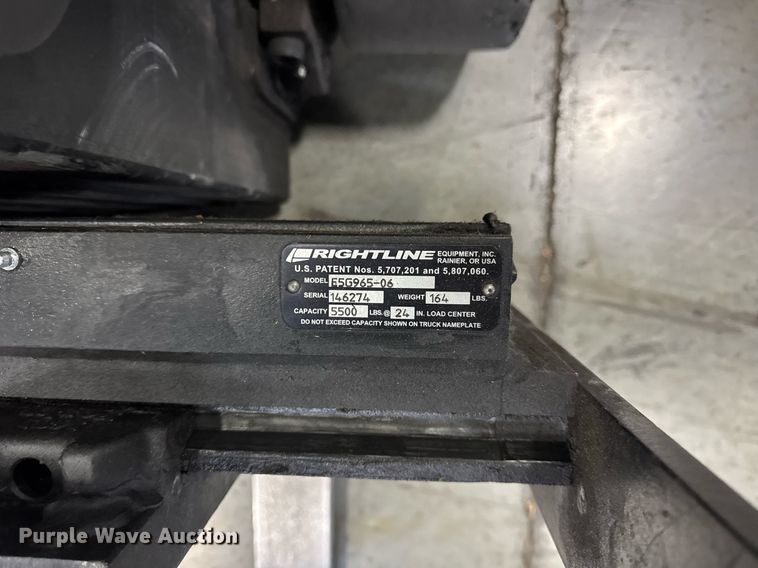 RIGHTLINE EQUIPMENT, INC. RAINIER, OR USA
U.S. PATENT Nos. 5,707,201 and 5,807,060.
MODEL E5G965-06
SERIAL 146274 WEIGHT 164 LBS.
CAPACITY 5500 LBS.@ 24 IN. LOAD CENTER
DO NOT EXCEED CAPACITY SHOWN ON TRUCK NAMEPLATE
Purple Wave Auction